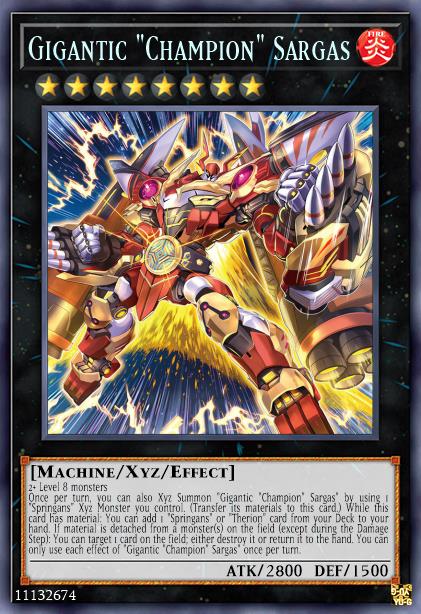 Gigantic "Champion" Sargas
FIRE
炎
[Machine/Xyz/Effect]
2+ Level 8 monsters
Once per turn, you can also Xyz Summon "Gigantic "Champion" Sargas" by using 1
"Springans" Xyz Monster you control. (Transfer its materials to this card.) While this
card has material: You can add 1 "Springans" or "Therion" card from your Deck to your
hand. If material is detached from a monster(s) on the field (except during the Damage
Step): You can target 1 card on the field; either destroy it or return it to the hand. You can
only use each effect of "Gigantic "Champion" Sargas" once per turn.
ATK/2800 DEF/1500
11132674